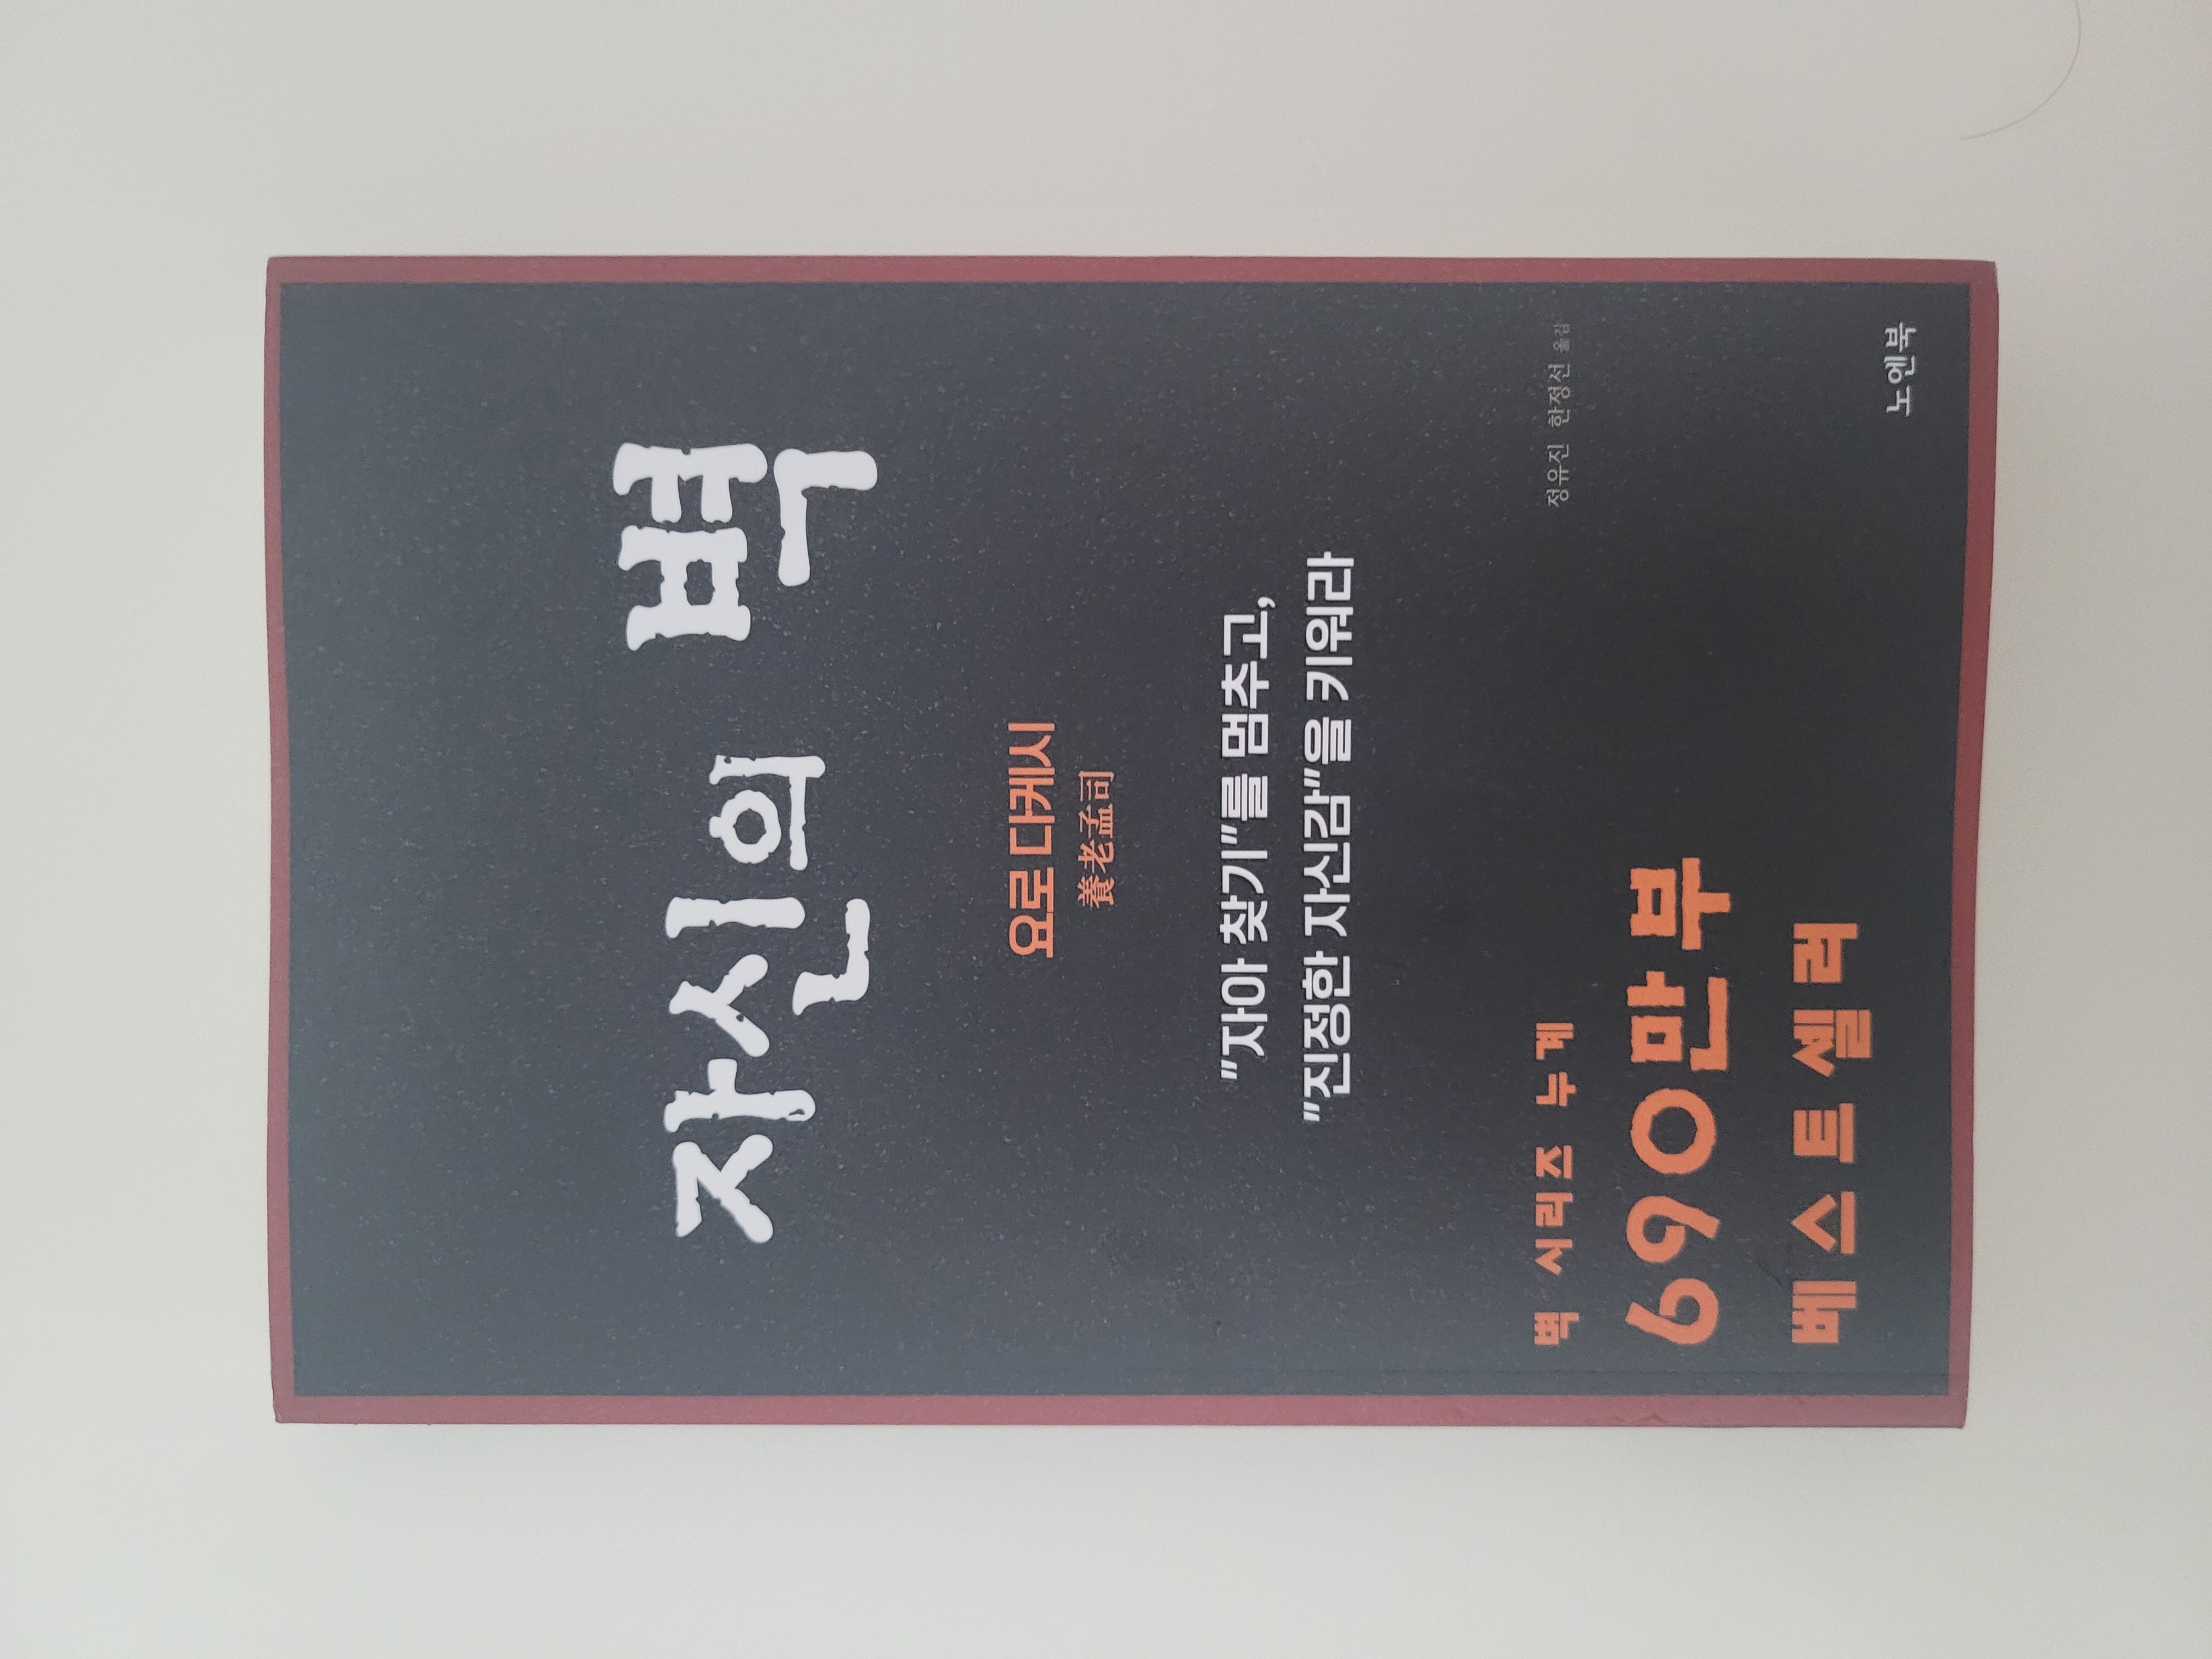 자신의 벽
요로 다케시
養老孟司
"자아 찾기"를 멈추고,
"진정한 자신감"을 키워라
정유진 한정선 옮김
벽 시리즈 누계
690만부
베스트셀러
노엔북